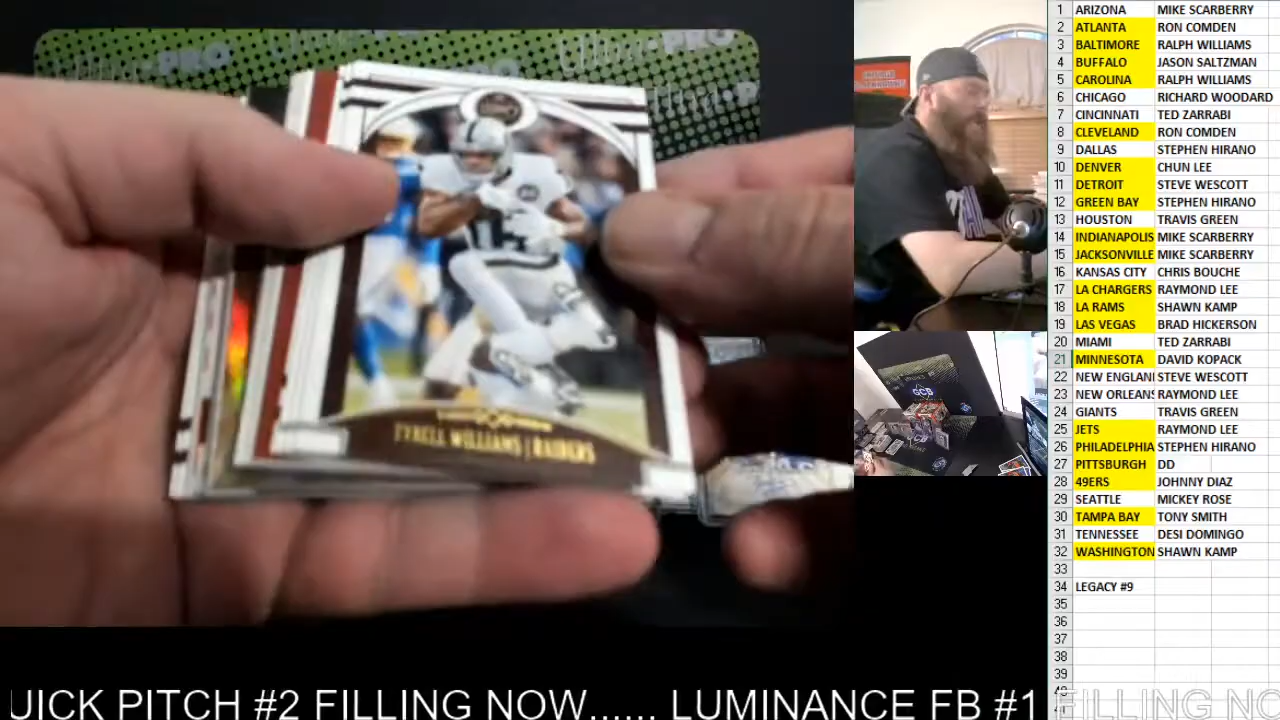 PRO
TYRELL WILLIAMS | RAIDERS
1 ARIZONA MIKE SCARBERRY
2 ATLANTA RON COMDEN
3 BALTIMORE RALPH WILLIAMS
4 BUFFALO JASON SALTZMAN
5 CAROLINA RALPH WILLIAMS
6 CHICAGO RICHARD WOODARD
7 CINCINNATI TED ZARRABI
8 CLEVELAND RON COMDEN
9 DALLAS STEPHEN HIRANO
10 DENVER CHUN LEE
11 DETROIT STEVE WESCOTT
12 GREEN BAY STEPHEN HIRANO
13 HOUSTON TRAVIS GREEN
14 INDIANAPOLIS MIKE SCARBERRY
15 JACKSONVILLE MIKE SCARBERRY
16 KANSAS CITY CHRIS BOUCHE
17 LA CHARGERS RAYMOND LEE
18 LA RAMS SHAWN KAMP
19 LAS VEGAS BRAD HICKERSON
20 MIAMI TED ZARRABI
21 MINNESOTA DAVID KOPACK
22 NEW ENGLAN STEVE WESCOTT
23 NEW ORLEANS RAYMOND LEE
24 GIANTS TRAVIS GREEN
25 JETS RAYMOND LEE
26 PHILADELPHIA STEPHEN HIRANO
27 PITTSBURGH DD
28 49ERS JOHNNY DIAZ
29 SEATTLE MICKEY ROSE
30 TAMPA BAY TONY SMITH
31 TENNESSEE DESI DOMINGO
32 WASHINGTON SHAWN KAMP
33
34 LEGACY #9
35
36
37
38
39
UICK PITCH #2 FILLING NOW...... LUMINANCE FB #1 FILLING NO